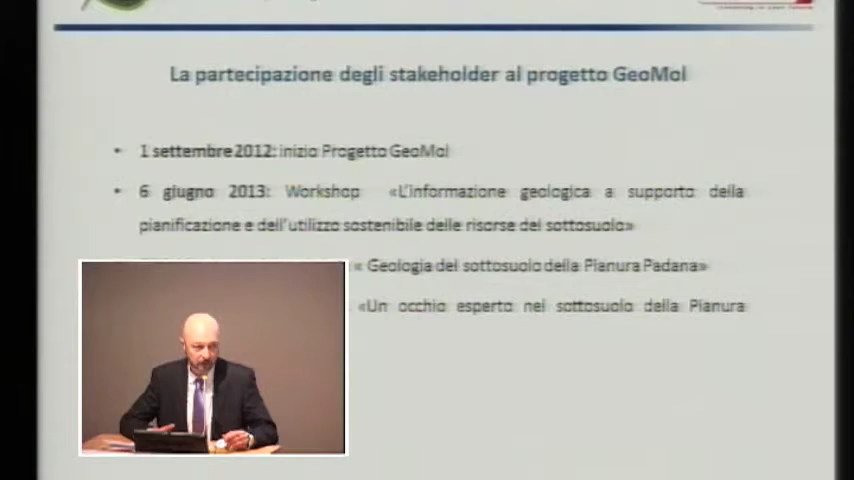 La partecipazione degli stakeholder al progetto GeoMol
• 1 settembre 2012: inizio Progetto GeoMol
• 6 giugno 2013: Workshop «L'informazione geologica a supporto della
pianificazione e dell'utilizzo sostenibile delle risorse del sottosuolo»
: « Geologia del sottosuolo della Pianura Padana»
«Un occhio esperto nel sottosuolo della Pianura